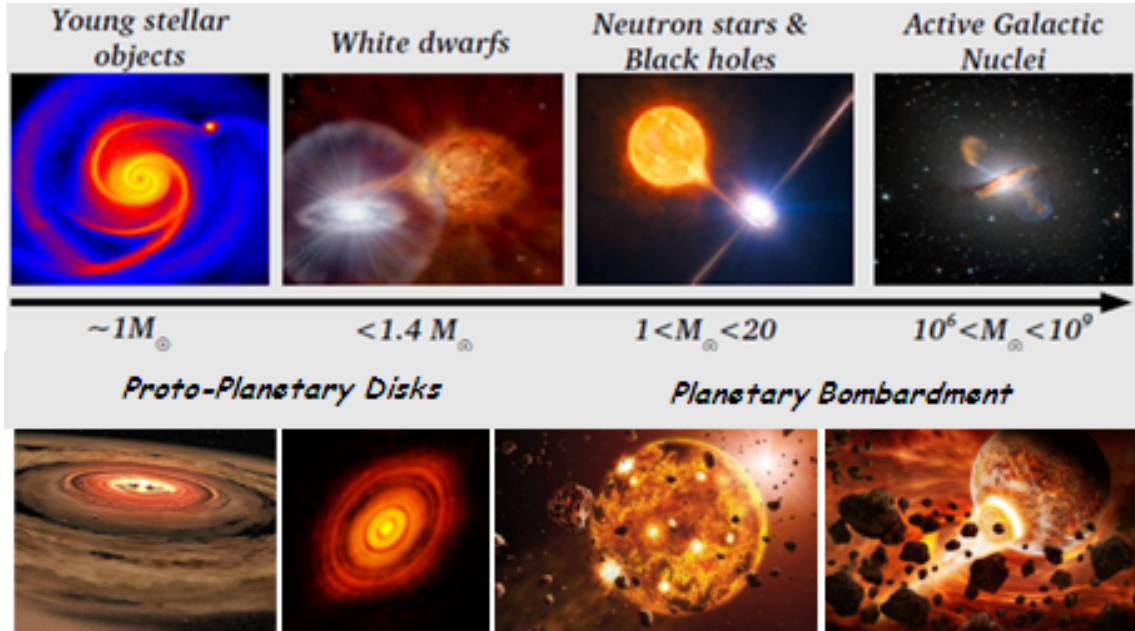 Young stellar
objects
White dwarfs
Neutron stars &
Black holes
Active Galactic
Nuclei
~1M☉
<1.4 M☉
1<M☉<20
10⁶<M☉<10⁹
Proto-Planetary Disks
Planetary Bombardment